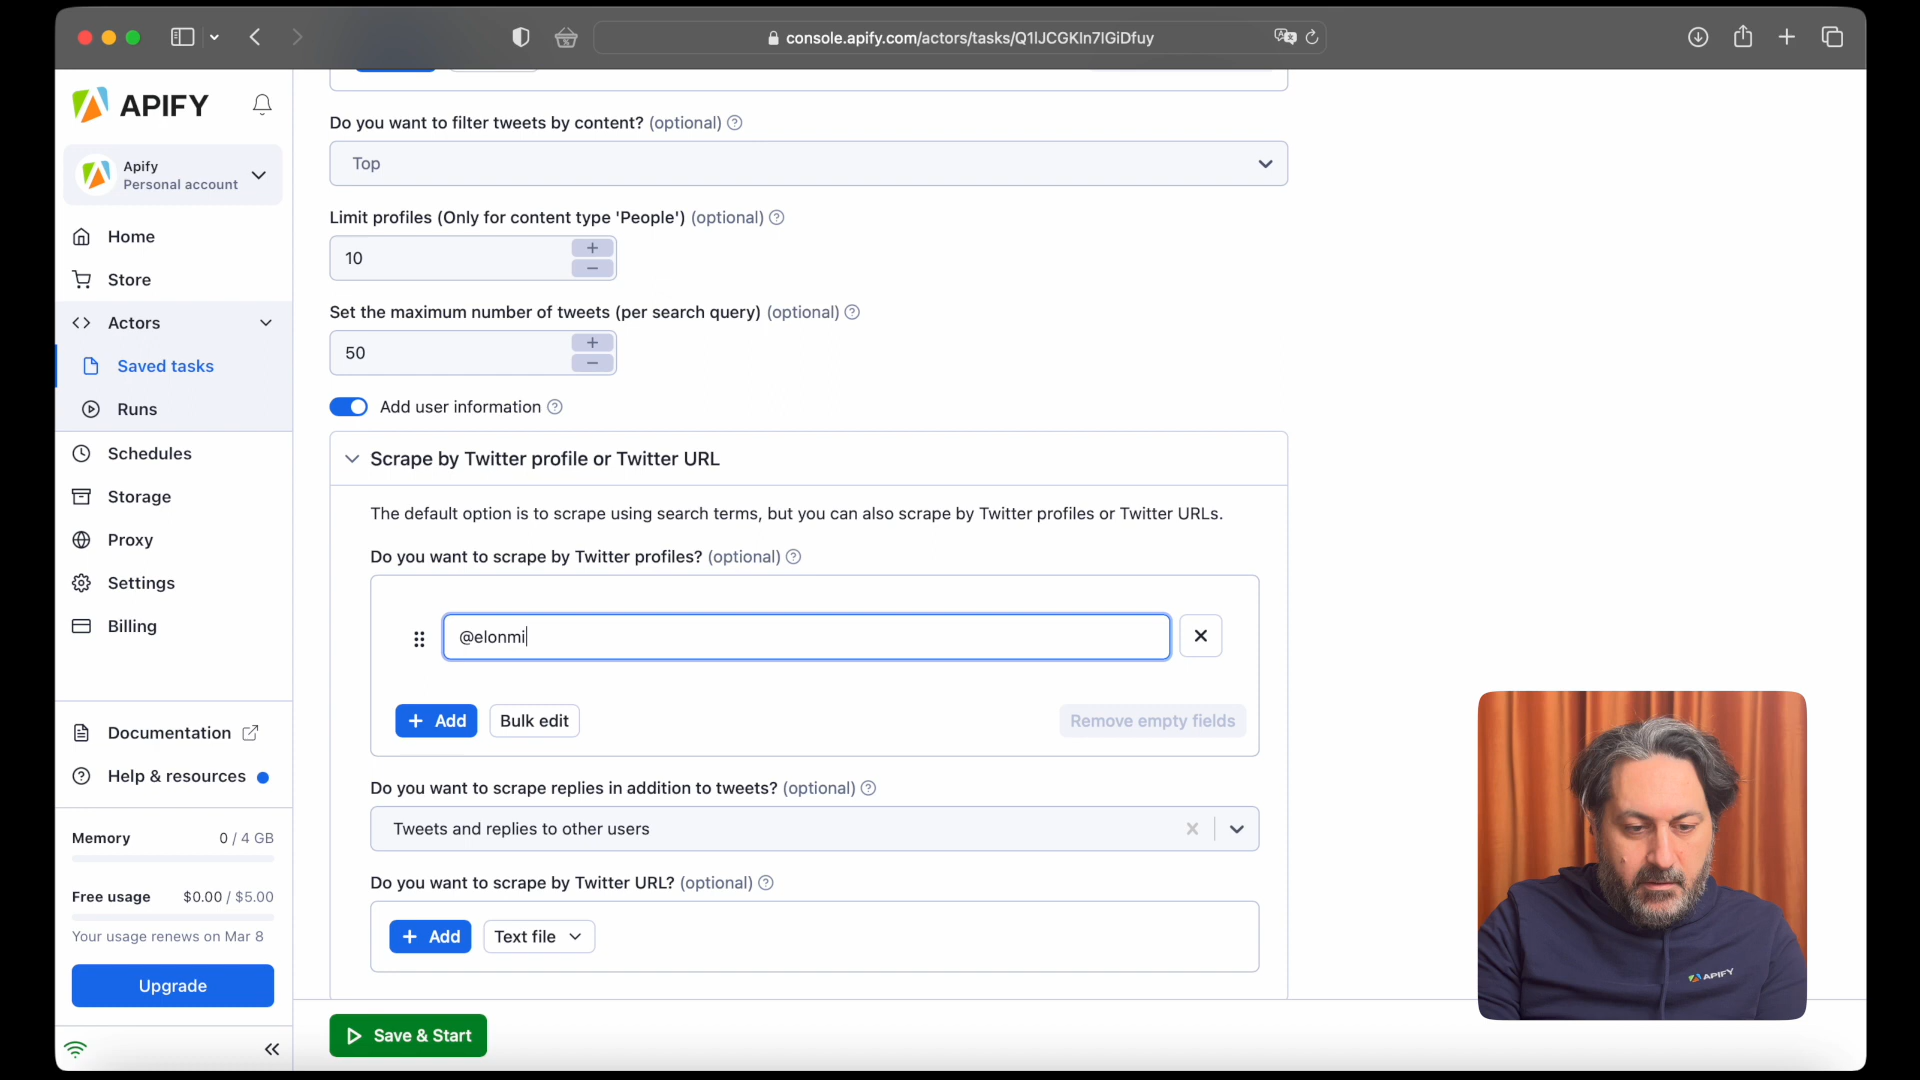 console.apify.com/actors/tasks/Q1IJCGKIn7IGiDfuy
APIFY
Apify
Personal account
Home
Store
Actors
Saved tasks
Runs
Schedules
Storage
Proxy
Settings
Billing
Documentation
Help & resources
Memory 0 / 4 GB
Free usage $0.00 / $5.00
Your usage renews on Mar 8
Upgrade
Do you want to filter tweets by content? (optional)
Top
Limit profiles (Only for content type 'People') (optional)
10
Set the maximum number of tweets (per search query) (optional)
50
Add user information
Scrape by Twitter profile or Twitter URL
The default option is to scrape using search terms, but you can also scrape by Twitter profiles or Twitter URLs.
Do you want to scrape by Twitter profiles? (optional)
@elonmi
+ Add Bulk edit Remove empty fields
Do you want to scrape replies in addition to tweets? (optional)
Tweets and replies to other users
Do you want to scrape by Twitter URL? (optional)
+ Add Text file
Save & Start
APIFY